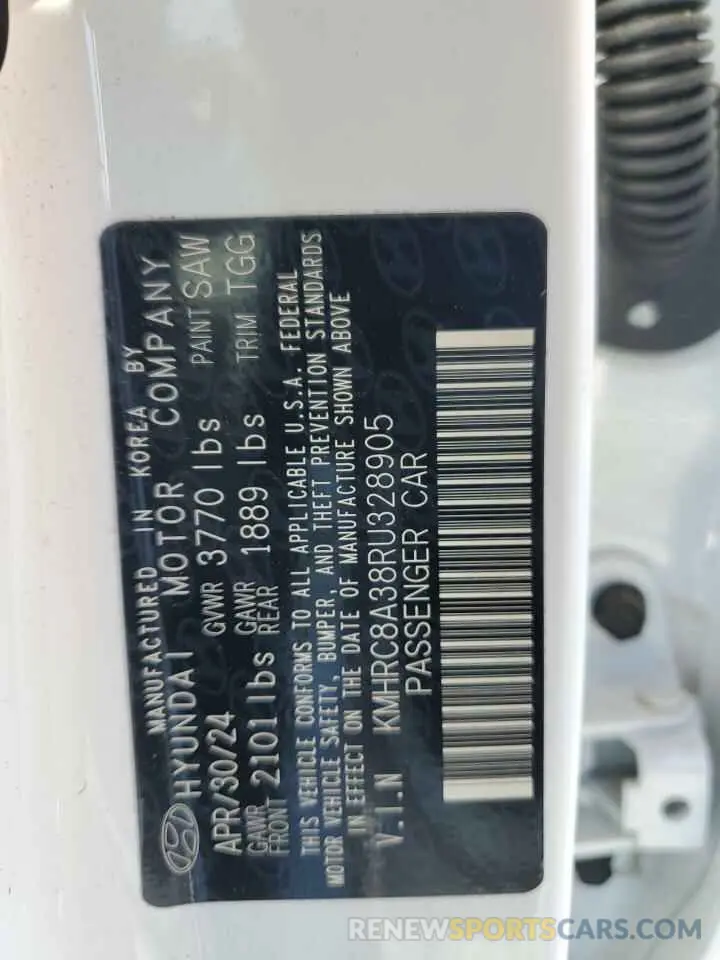 MANUFACTURED IN KOREA BY
HYUNDAI MOTOR COMPANY
APR/30/24 GVWR 3770 lbs PAINT SAW
GAWR FRONT 2101 lbs GAWR REAR 1889 lbs TRIM TGG
THIS VEHICLE CONFORMS TO ALL APPLICABLE U.S.A. FEDERAL
MOTOR VEHICLE SAFETY, BUMPER, AND THEFT PREVENTION STANDARDS
IN EFFECT ON THE DATE OF MANUFACTURE SHOWN ABOVE
V.I.N KMHRC8A38RU328905
PASSENGER CAR
RENEWSPORTSCARS.COM